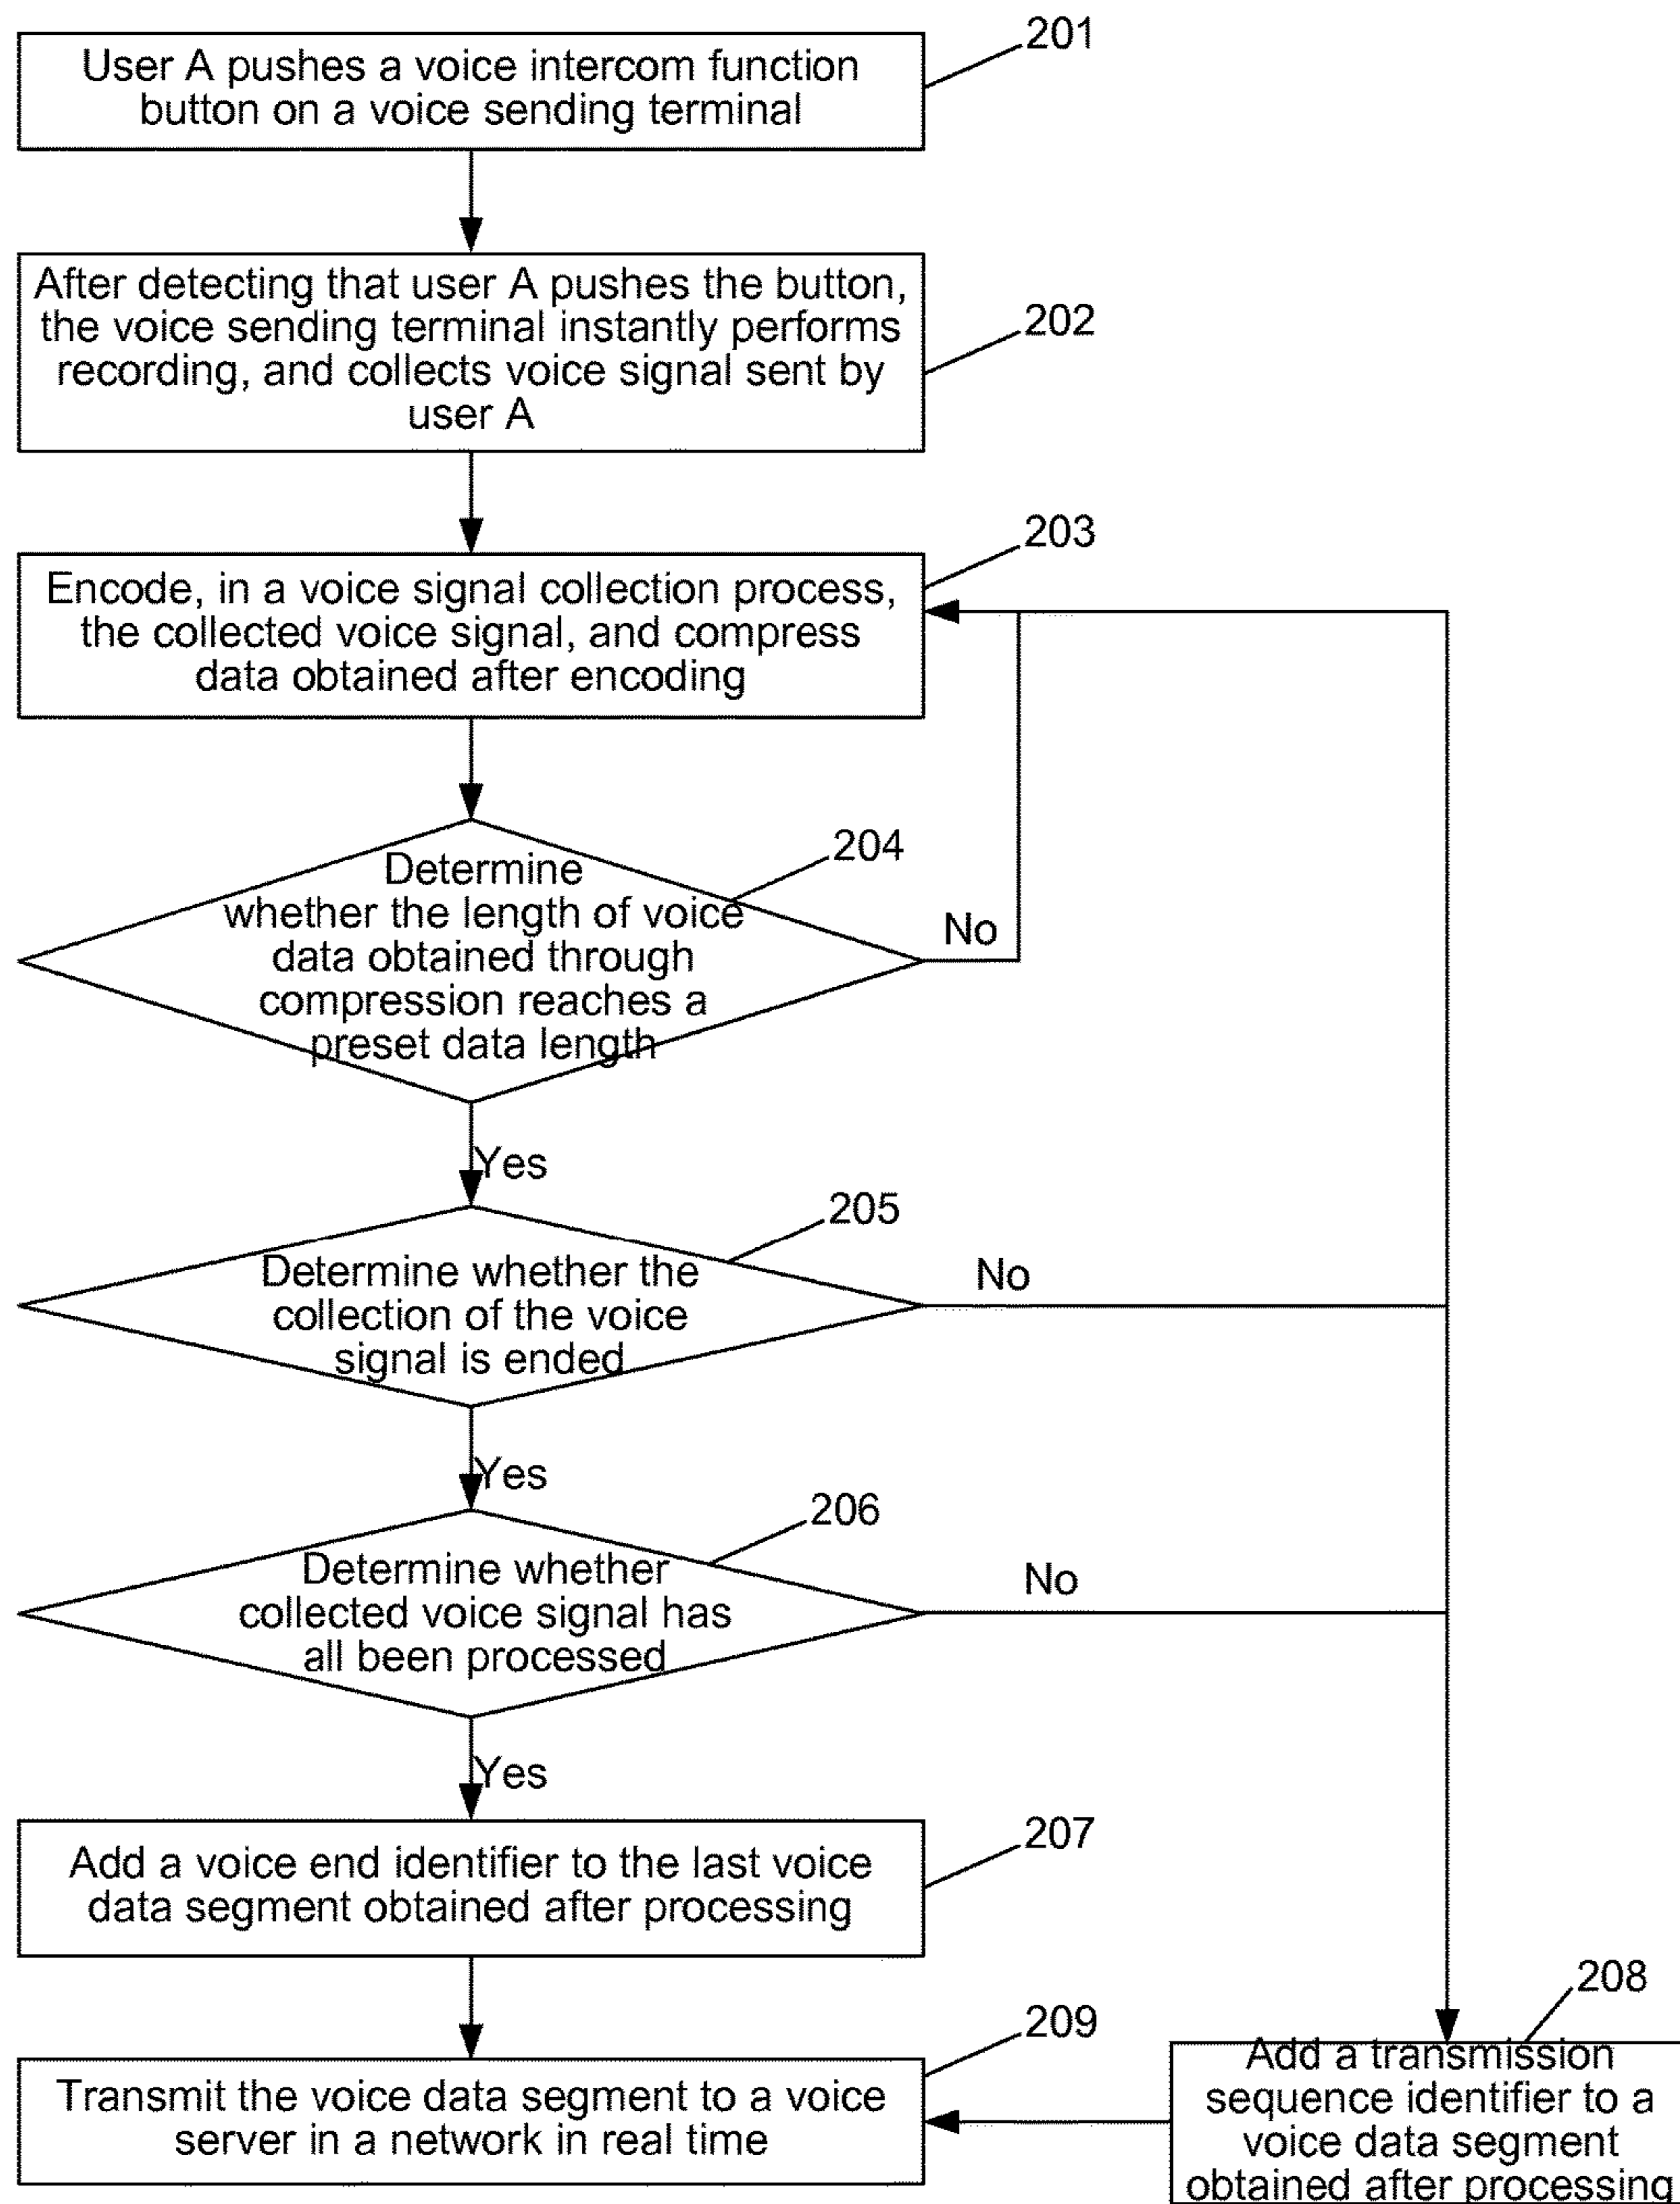 201
User A pushes a voice intercom function
button on a voice sending terminal
After detecting that user A pushes the button,
the voice sending terminal instantly performs
recording, and collects voice signal sent by
user A
202
203
Encode, in a voice signal collection process,
the collected voice signal, and compress
data obtained after encoding
204
Determine
whether the length of voice
data obtained through
compression reaches a
preset data length
No
Yes
205
Determine whether the
collection of the voice
signal is ended
No
Yes
206
Determine whether
collected voice signal has
all been processed
No
Yes
207
Add a voice end identifier to the last voice
data segment obtained after processing
208
209
Transmit the voice data segment to a voice
server in a network in real time
Add a transmission
sequence identifier to a
voice data segment
obtained after processing